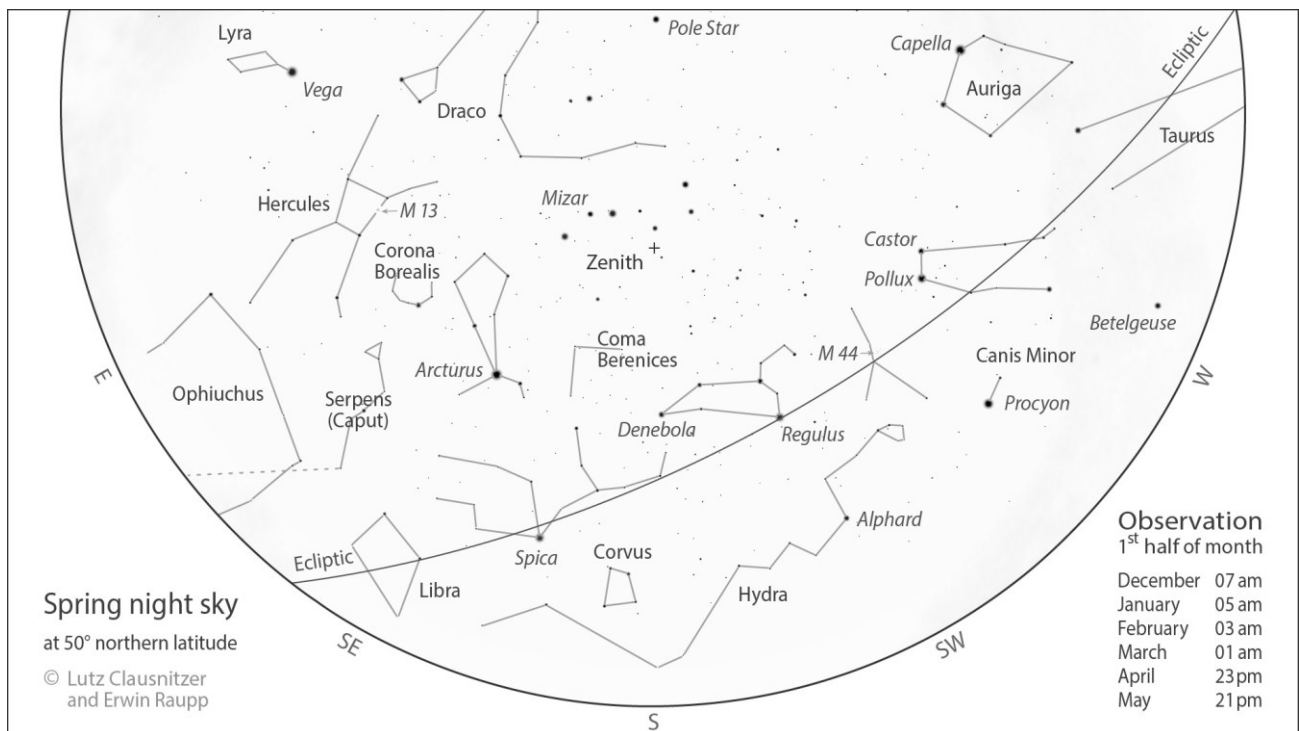 Lyra
Vega
Draco
Pole Star
Capella
Auriga
Ecliptic
Taurus
Hercules
M 13
Mizar
Zenith
Corona
Borealis
Castor
Pollux
Betelgeuse
Arcturus
Coma
Berenices
M 44
Canis Minor
Procyon
E
W
Ophiuchus
Serpens
(Caput)
Denebola
Regulus
Alphard
Ecliptic
Spica
Corvus
Libra
Hydra
SE
SW
S
Spring night sky
at 50° northern latitude
© Lutz Clausnitzer
and Erwin Raupp
Observation
1st half of month
December 07 am
January 05 am
February 03 am
March 01 am
April 23 pm
May 21 pm